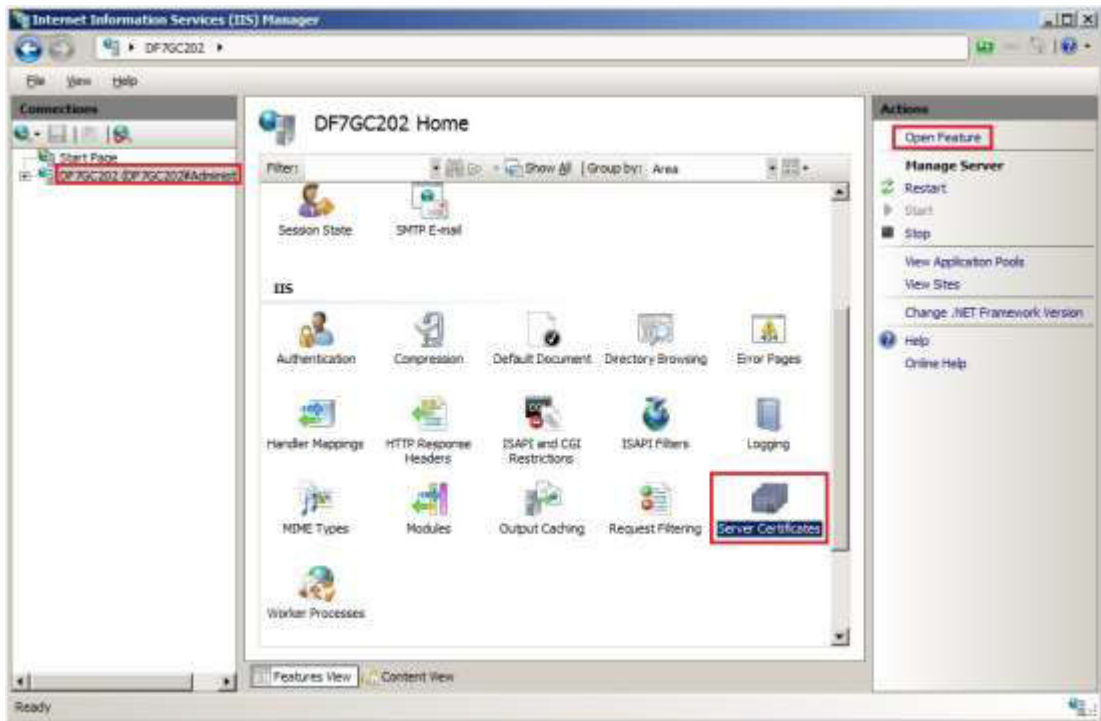 Internet Information Services (IIS) Manager
DF7GC202
File View Help
Connections
Start Page
DF7GC202 (DF7GC202¥Administ
DF7GC202 Home
Filter: Go Show All Group by: Area
Session State SMTP E-mail
IIS
Authentication Compression Default Document Directory Browsing Error Pages
Handler Mappings HTTP Response Headers ISAPI and CGI Restrictions ISAPI Filters Logging
MIME Types Modules Output Caching Request Filtering Server Certificates
Worker Processes
Features View Content View
Actions
Open Feature
Manage Server
Restart
Start
Stop
View Application Pools
View Sites
Change .NET Framework Version
Help
Online Help
Ready